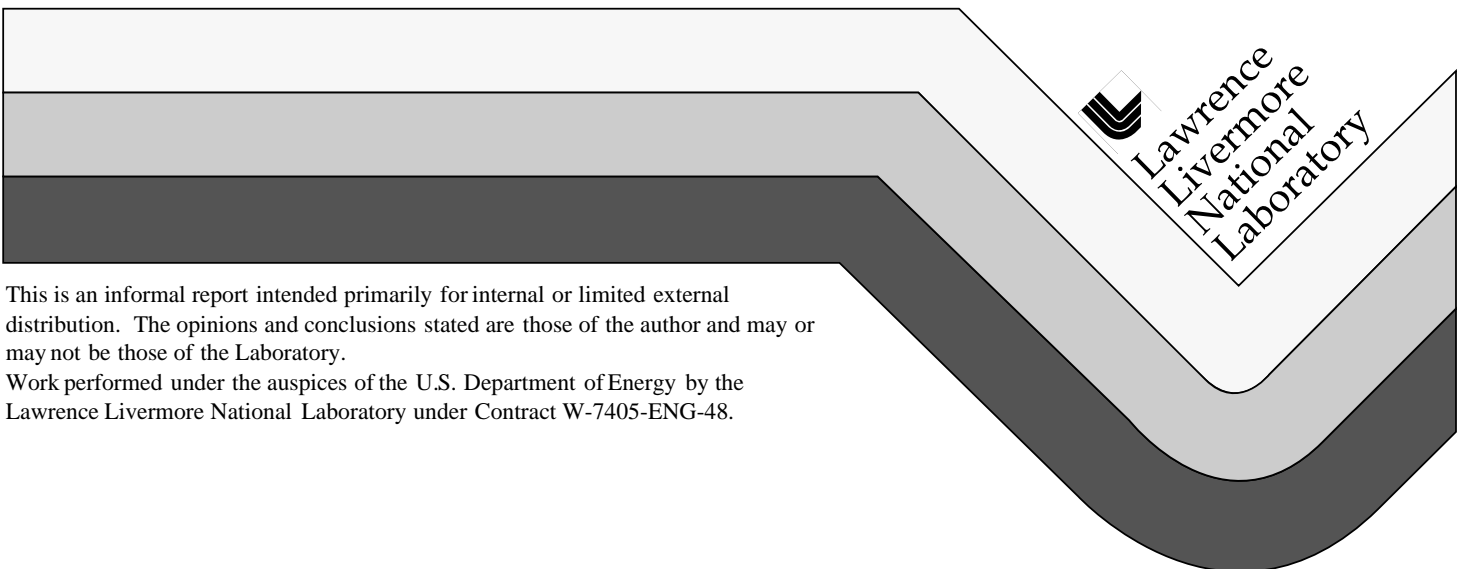 Lawrence
Livermore
National
Laboratory
This is an informal report intended primarily for internal or limited external
distribution. The opinions and conclusions stated are those of the author and may or
may not be those of the Laboratory.
Work performed under the auspices of the U.S. Department of Energy by the
Lawrence Livermore National Laboratory under Contract W-7405-ENG-48.